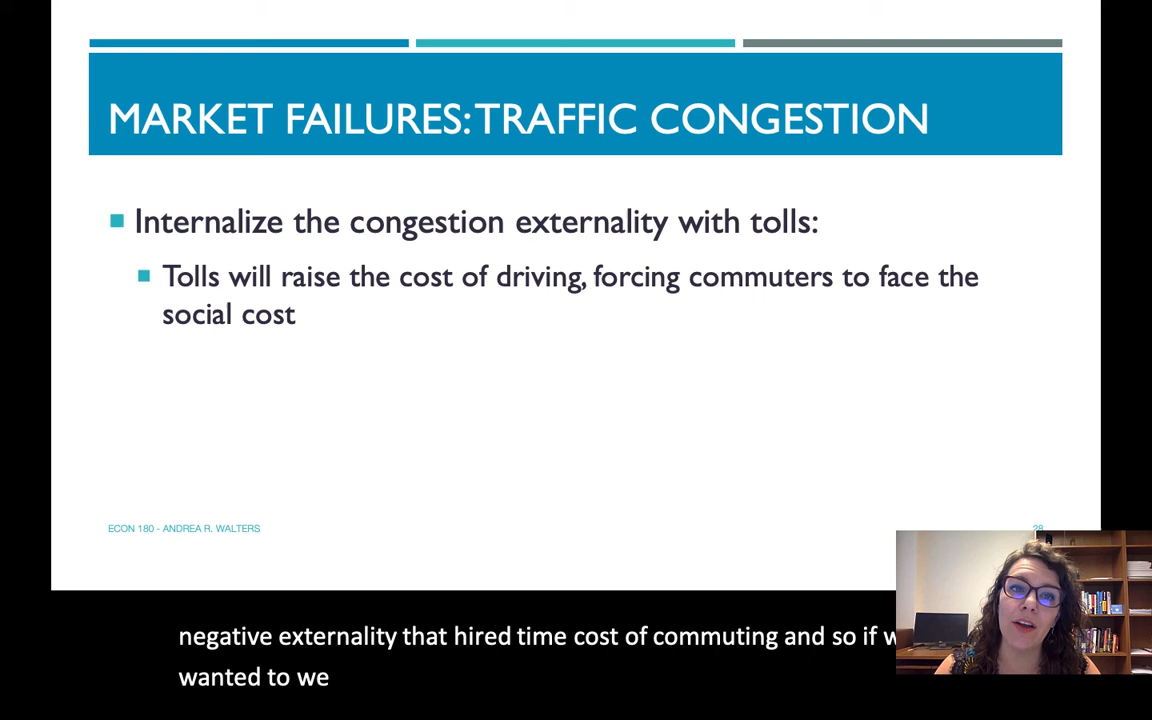 MARKET FAILURES: TRAFFIC CONGESTION
Internalize the congestion externality with tolls:
Tolls will raise the cost of driving, forcing commuters to face the
social cost
ECON 180 - ANDREA R. WALTERS
28
negative externality that hired time cost of commuting and so if
wanted to we